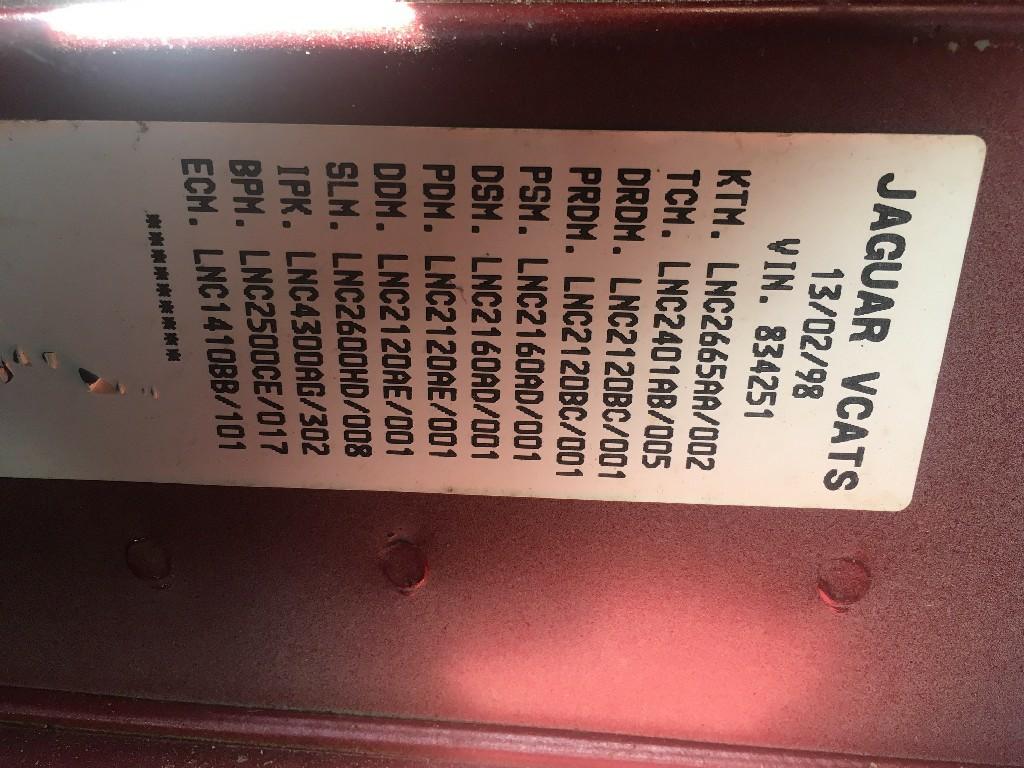 JAGUAR VCATS
13/02/98
VIN. 834251
KTM. LNC2665AA/002
TCM. LNC2401AB/005
DRDM. LNC2120BC/001
PRDM. LNC2120BC/001
PSM. LNC2160AD/001
DSM. LNC2160AD/001
PDM. LNC2120AE/001
DDM. LNC2120AE/001
SLM. LNC2600HD/008
IPK. LNC4300AG/302
BPM. LNC2500CE/017
ECM. LNC1410BB/101
*********